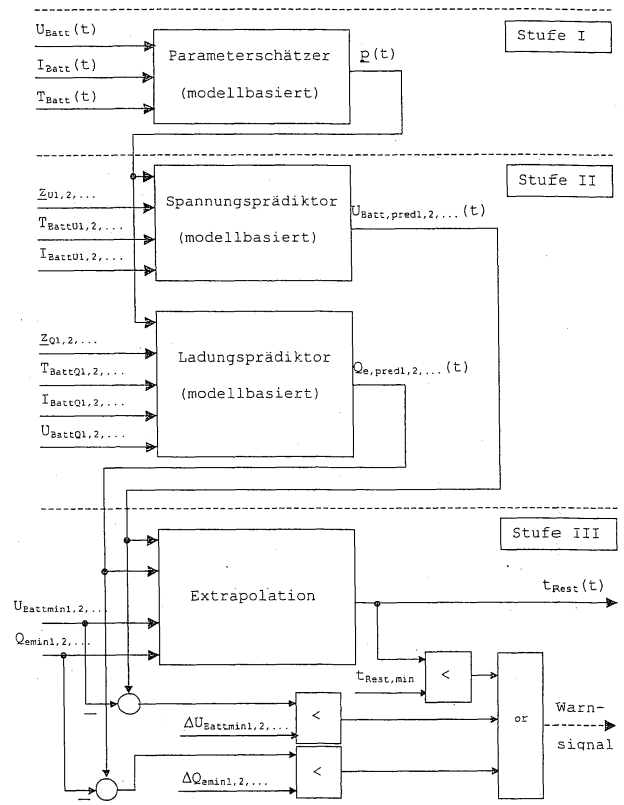 Stufe I
U_Batt(t)
I_Batt(t)
T_Batt(t)
Parameterschätzer
(modellbasiert)
p(t)
Stufe II
z_U1,2,...
T_BattU1,2,...
I_BattU1,2,...
Spannungsprädiktor
(modellbasiert)
U_Batt,pred1,2,...(t)
z_Q1,2,...
T_BattQ1,2,...
I_BattQ1,2,...
U_BattQ1,2,...
Ladungsprädiktor
(modellbasiert)
Q_e,pred1,2,...(t)
Stufe III
Extrapolation
t_Rest(t)
U_Battmin1,2,...
Q_emin1,2,...
t_Rest,min
<
−
ΔU_Battmin1,2,...
<
or
Warn-
signal
−
ΔQ_emin1,2,...
<